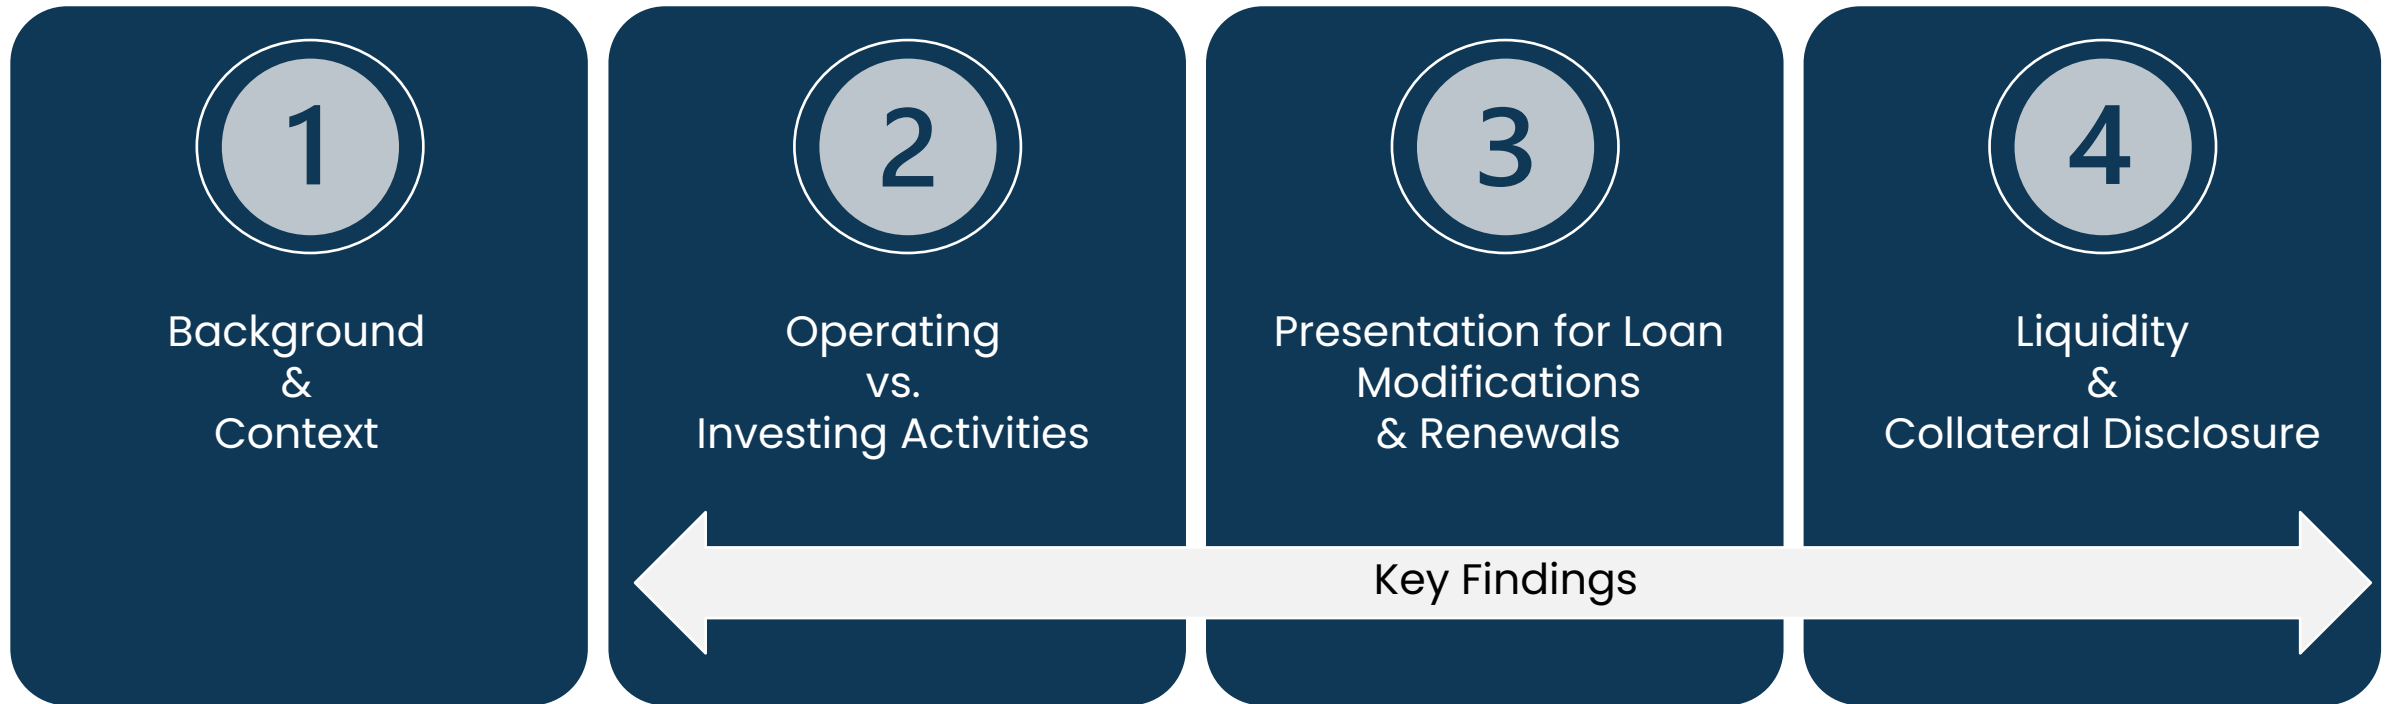 1
Background
&
Context
2
Operating
vs.
Investing Activities
3
Presentation for Loan
Modifications
& Renewals
4
Liquidity
&
Collateral Disclosure
Key Findings